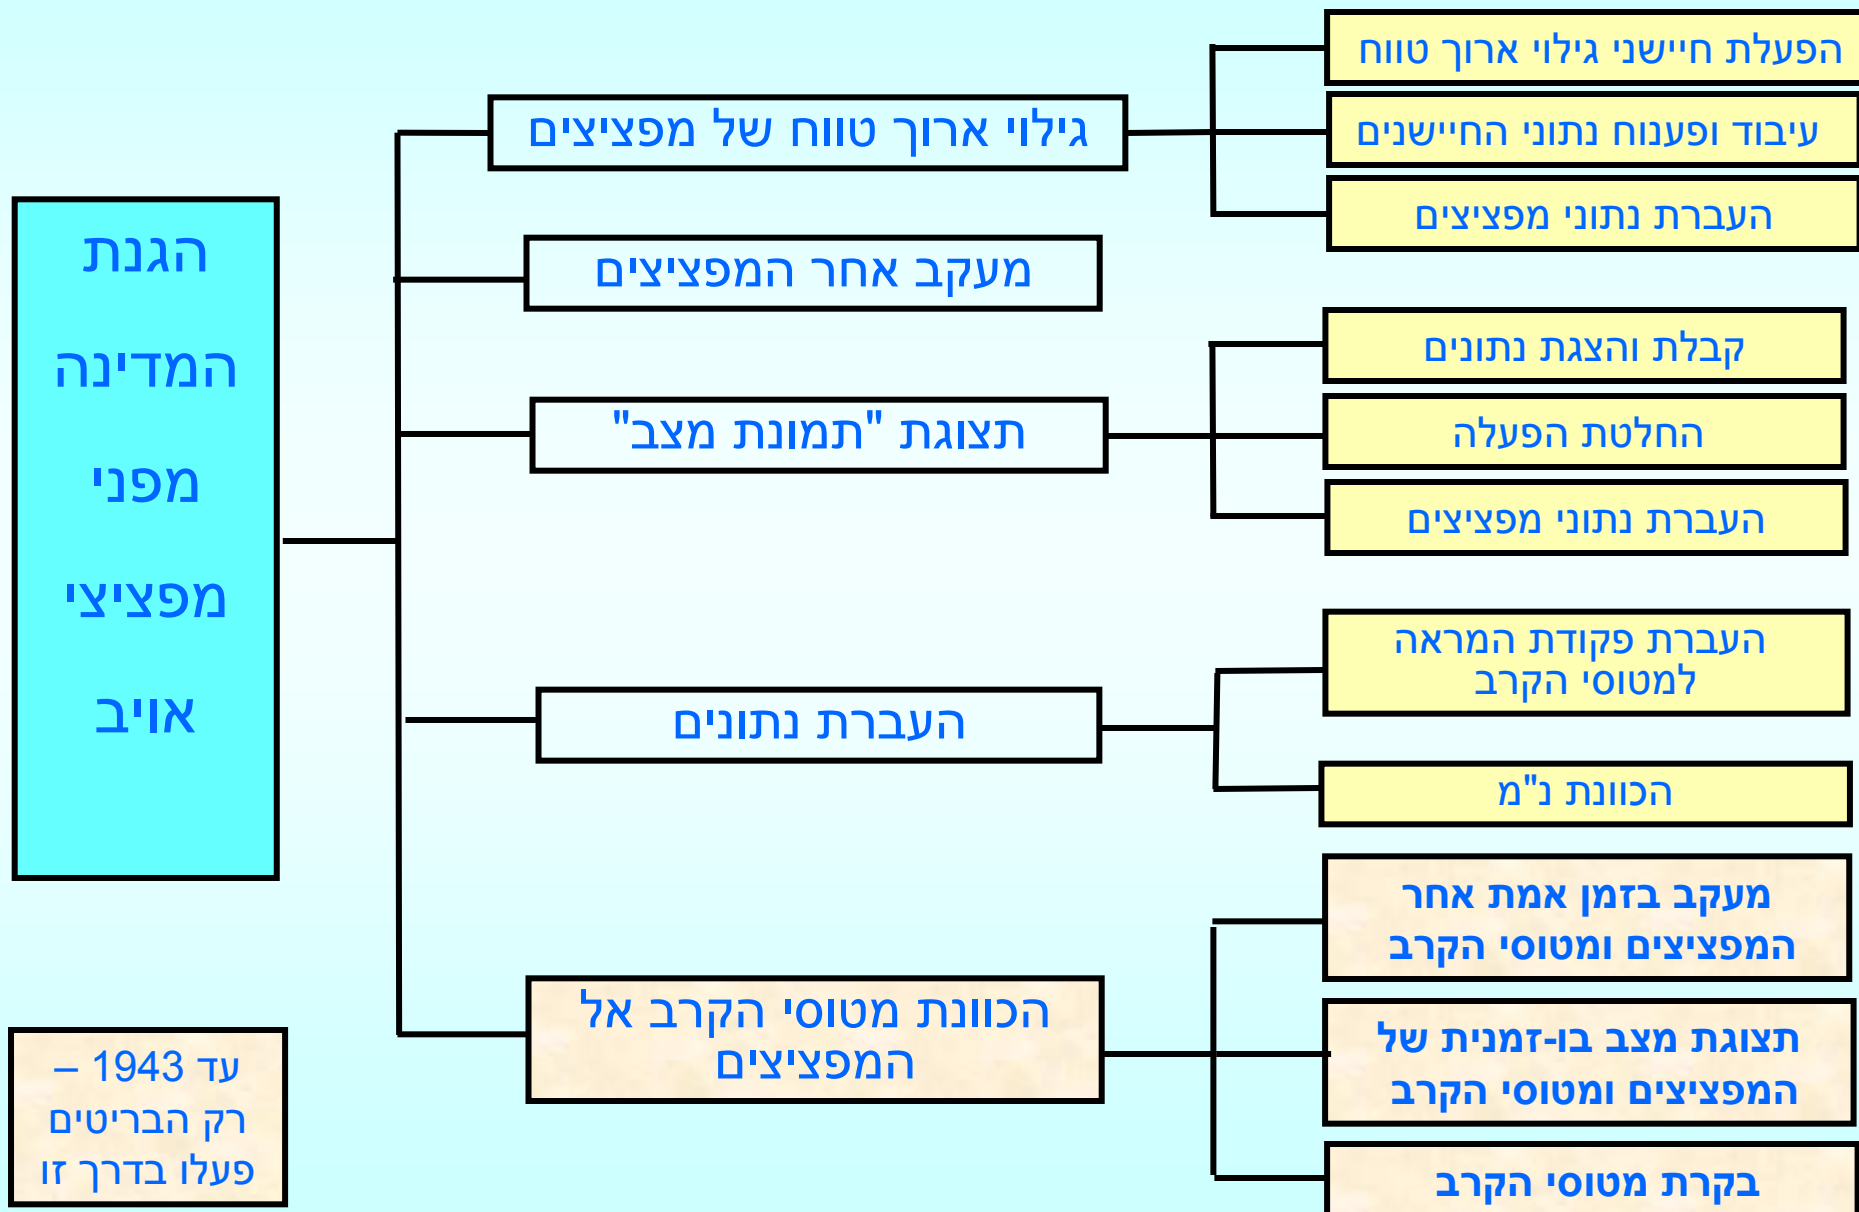 הגנת
המדינה
מפני
מפציצי
אויב
גילוי ארוך טווח של מפציצים
הפעלת חיישני גילוי ארוך טווח
עיבוד ופענוח נתוני החיישנים
העברת נתוני מפציצים
מעקב אחר המפציצים
תצוגת "תמונת מצב"
קבלת והצגת נתונים
החלטת הפעלה
העברת נתוני מפציצים
העברת נתונים
העברת פקודת המראה
למטוסי הקרב
הכוונת נ"מ
הכוונת מטוסי הקרב אל
המפציצים
מעקב בזמן אמת אחר
המפציצים ומטוסי הקרב
תצוגת מצב בו-זמנית של
המפציצים ומטוסי הקרב
בקרת מטוסי הקרב
עד 1943 –
רק הבריטים
פעלו בדרך זו